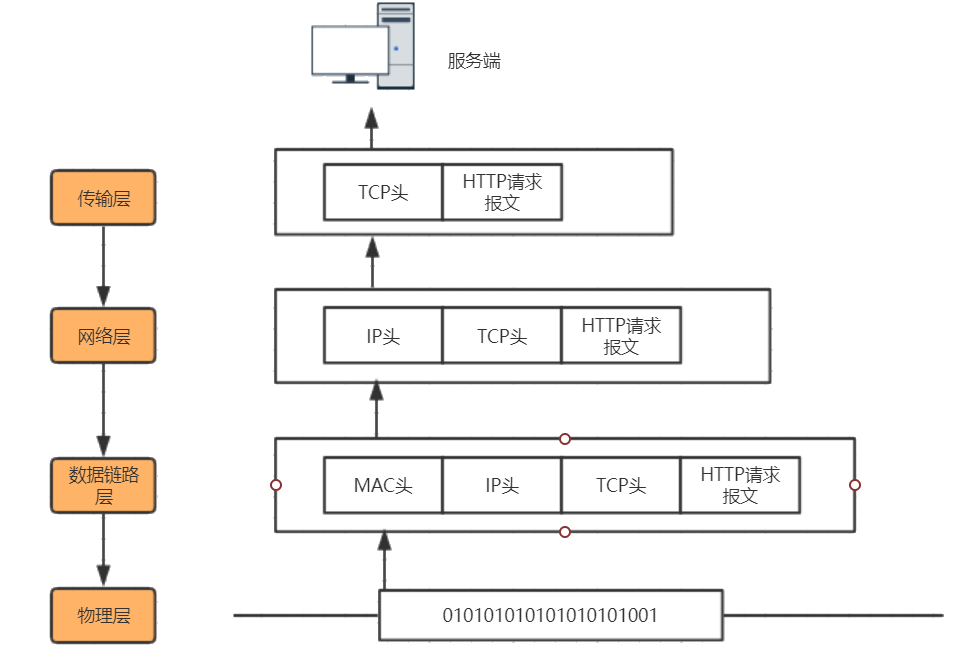 服务端
传输层
TCP头
HTTP请求
报文
网络层
IP头
TCP头
HTTP请求
报文
数据链路
层
MAC头
IP头
TCP头
HTTP请求
报文
物理层
010101010101010101001